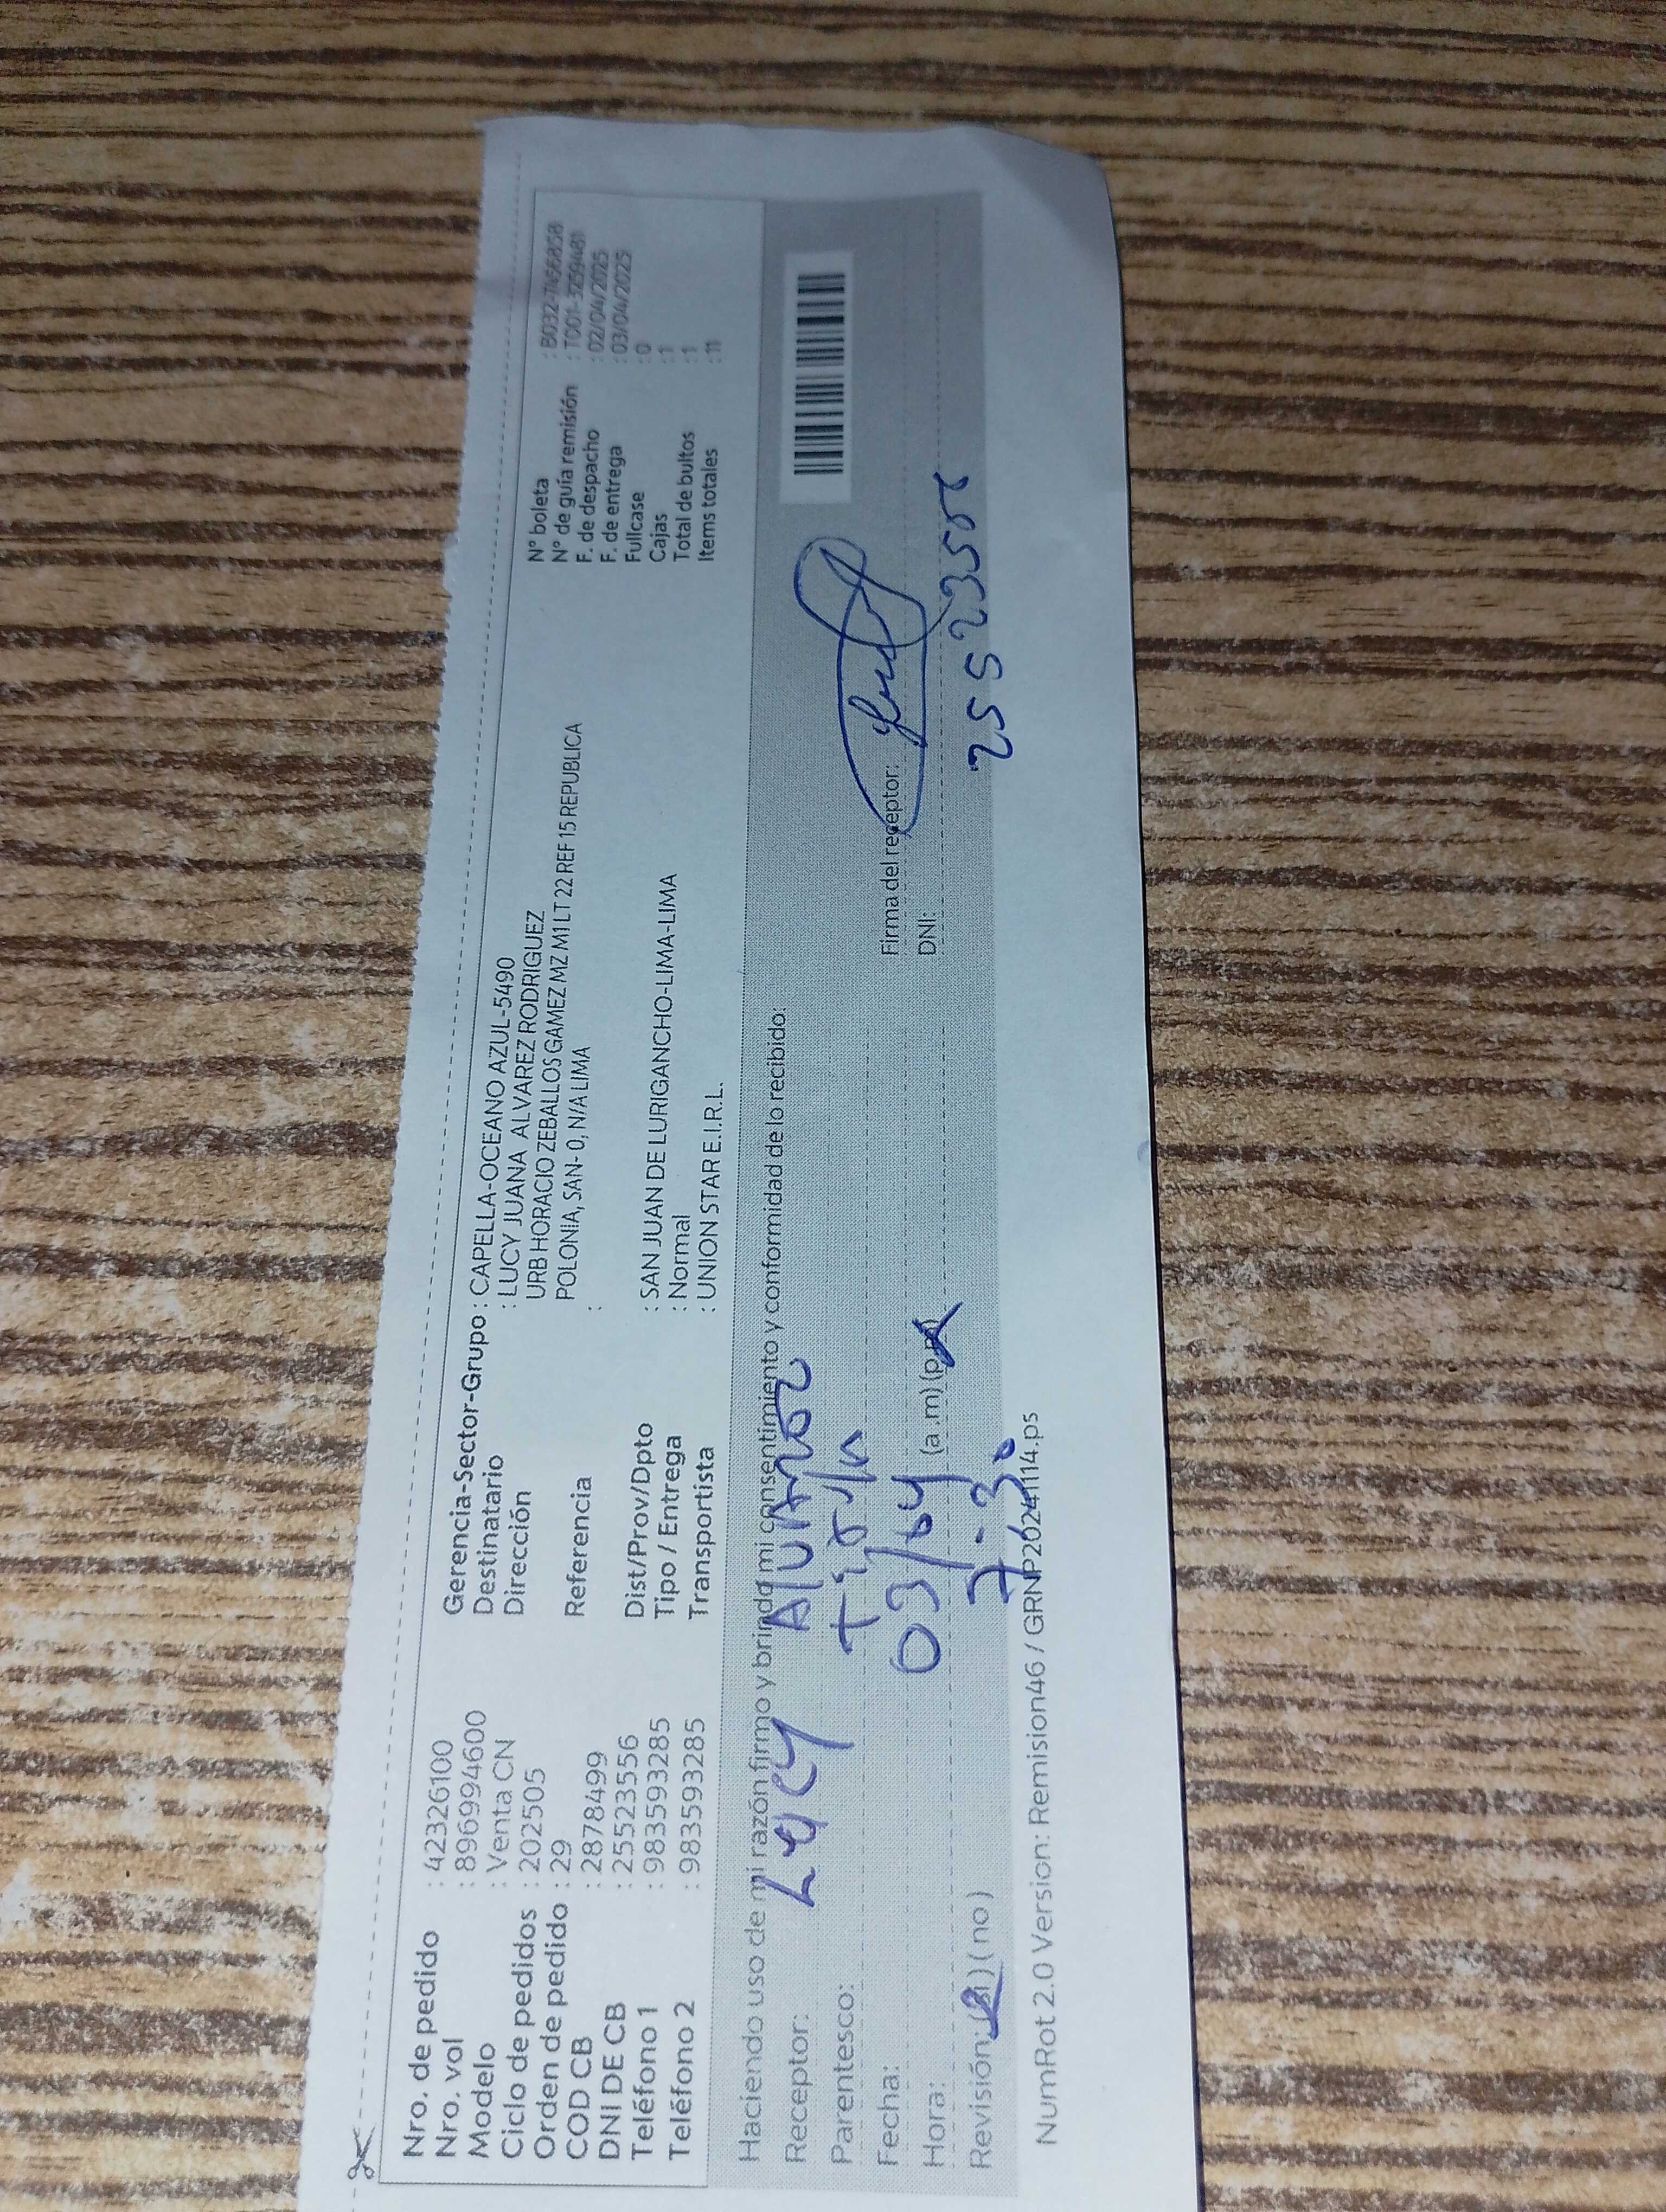 Nro. de pedido : 42326100
Nro. vol : 89699994600
Modelo : Venta CN
Ciclo de pedidos : 202505
Orden de pedido : 29
COD CB : 2878499
DNI DE CB : 25523556
Teléfono 1 : 983593285
Teléfono 2 : 983593285
Gerencia-Sector-Grupo : CAPELLA-OCEANO AZUL-5490
Destinatario : LUCY JUANA ALVAREZ RODRIGUEZ
Dirección URB HORACIO ZEBALLOS GAMEZ MZ M1 LT 22 REF 15 REPUBLICA
POLONIA, SAN- 0, N/A LIMA
Referencia :
Dist/Prov/Dpto : SAN JUAN DE LURIGANCHO-LIMA-LIMA
Tipo / Entrega : Normal
Transportista : UNION STAR E.I.R.L.
N° boleta : B032-
N° de guía remisión : T001-3259481
F. de despacho : 02/04/2025
F. de entrega : 03/04/2025
Fullcase : 0
Cajas : 1
Total de bultos : 1
Items totales : 11
Haciendo uso de mi razón firmo y brindo mi consentimiento y conformidad de lo recibido:
Receptor: Lucy Alvarez
Parentesco:
Fecha: 03/04
Hora: 7.30 (a .m) (p.m)
Revisión: (si) (no)
Firma del receptor:
DNI: 25523556
NumRot 2.0 Version: Remision46 / GRNP20241114.ps